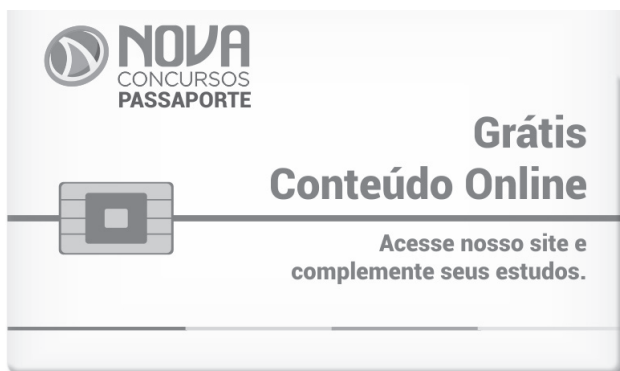 NOVA
CONCURSOS
PASSAPORTE
Grátis
Conteúdo Online
Acesse nosso site e
complemente seus estudos.